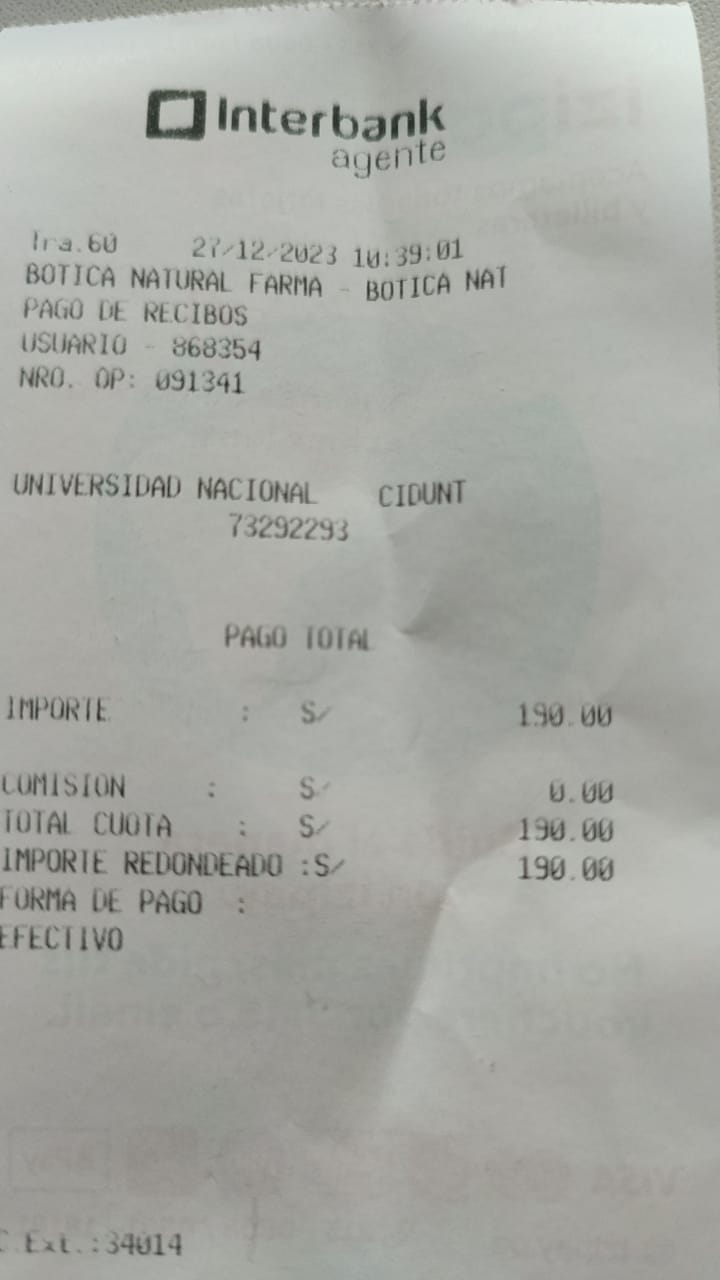 Interbank
agente
Tra.60 27/12/2023 10:39:01
BOTICA NATURAL FARMA - BOTICA NAT
PAGO DE RECIBOS
USUARIO - 868354
NRO. OP: 091341
UNIVERSIDAD NACIONAL CIDUNT
73292293
PAGO TOTAL
IMPORTE : S/ 190.00
COMISION : S/ 0.00
TOTAL CUOTA : S/ 190.00
IMPORTE REDONDEADO :S/ 190.00
FORMA DE PAGO :
EFECTIVO
C Ext.:34014